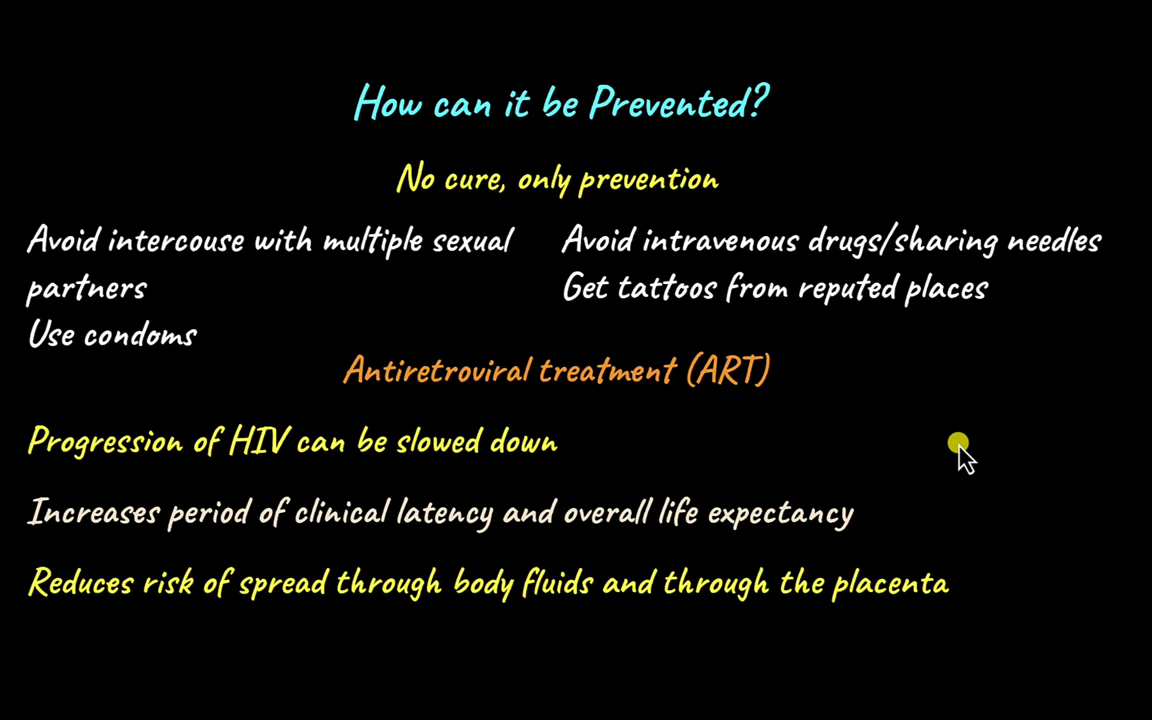 How can it be Prevented?
No cure, only prevention
Avoid intercouse with multiple sexual
partners
Use condoms
Avoid intravenous drugs/sharing needles
Get tattoos from reputed places
Antiretroviral treatment (ART)
Progression of HIV can be slowed down
Increases period of clinical latency and overall life expectancy
Reduces risk of spread through body fluids and through the placenta